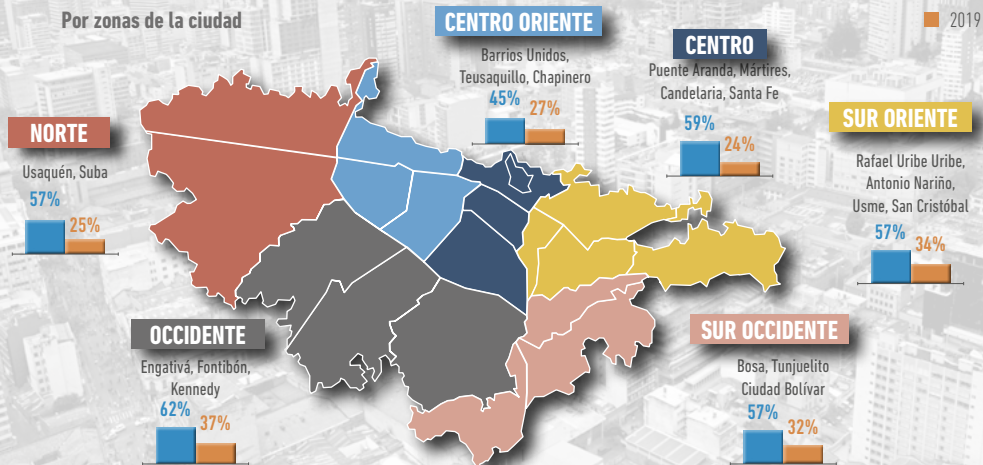 Por zonas de la ciudad
2019
CENTRO ORIENTE
Barrios Unidos,
Teusaquillo, Chapinero
45% 27%
CENTRO
Puente Aranda, Mártires,
Candelaria, Santa Fe
59% 24%
SUR ORIENTE
Rafael Uribe Uribe,
Antonio Nariño,
Usme, San Cristóbal
57% 34%
NORTE
Usaquén, Suba
57% 25%
OCCIDENTE
Engativá, Fontibón,
Kennedy
62% 37%
SUR OCCIDENTE
Bosa, Tunjuelito
Ciudad Bolívar
57% 32%